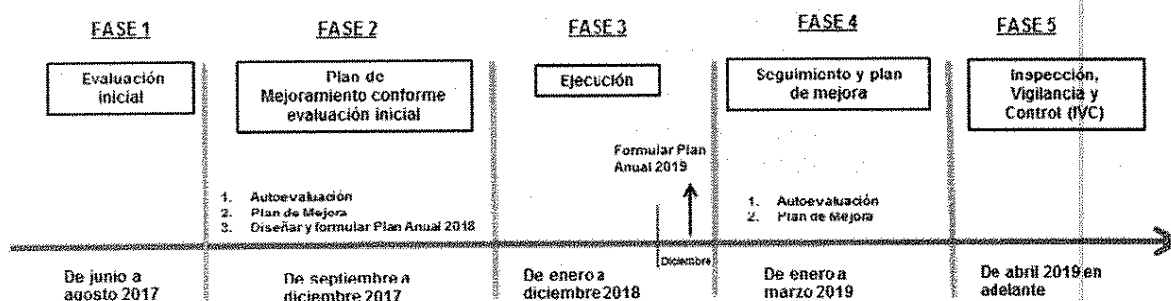 FASE 1
FASE 2
FASE 3
FASE 4
FASE 5
Evaluación
inicial
Plan de
Mejoramiento conforme
evaluación inicial
Ejecución
Seguimiento y plan
de mejora
Inspección,
Vigilancia y
Control (IVC)
Formular Plan
Anual 2019
1. Autoevaluación
2. Plan de Mejora
3. Diseñar y formular Plan Anual 2018
1. Autoevaluación
2. Plan de Mejora
Diciembre
De junio a
agosto 2017
De septiembre a
diciembre 2017
De enero a
diciembre 2018
De enero a
marzo 2019
De abril 2019 en
adelante